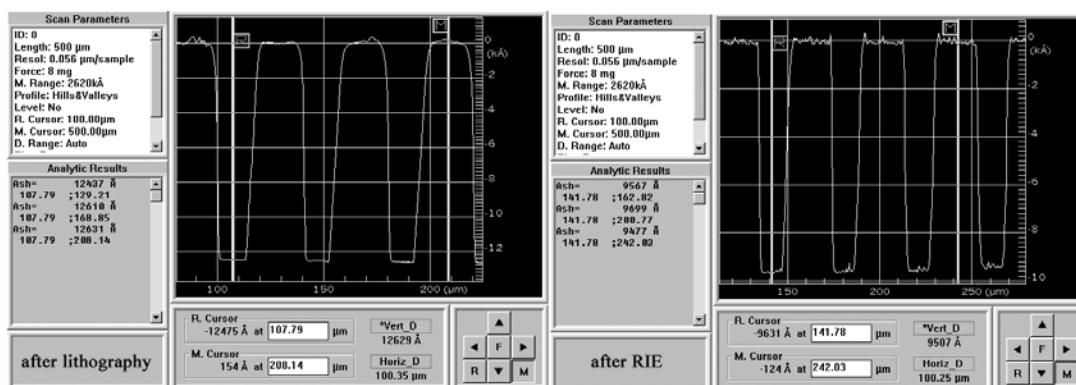 Scan Parameters
ID: 0
Length: 500 µm
Resol: 0.056 µm/sample
Force: 8 mg
M. Range: 2620kÅ
Profile: Hills&Valleys
Level: No
R. Cursor: 100.00µm
M. Cursor: 500.00µm
D. Range: Auto
Analytic Results
Ash= 12437 Å
107.79 ;129.21
Ash= 12610 Å
107.79 ;168.85
Ash= 12631 Å
107.79 ;208.14
after lithography
R
M
0
(kÅ)
-2
-4
-6
-8
-10
-12
100
150
200 (µm)
R. Cursor
-12475 Å at 107.79 µm
M. Cursor
154 Å at 208.14 µm
*Vert_D
12629 Å
Horiz_D
100.35 µm
▲
◄ F ►
R ▼ M
Scan Parameters
ID: 0
Length: 500 µm
Resol: 0.056 µm/sample
Force: 8 mg
M. Range: 2620kÅ
Profile: Hills&Valleys
Level: No
R. Cursor: 100.00µm
M. Cursor: 500.00µm
D. Range: Auto
Analytic Results
Ash= 9567 Å
141.78 ;162.82
Ash= 9699 Å
141.78 ;200.77
Ash= 9477 Å
141.78 ;242.03
after RIE
R
M
0
(kÅ)
-2
-4
-6
-8
-10
150
200
250 (µm)
R. Cursor
-9631 Å at 141.78 µm
M. Cursor
-124 Å at 242.03 µm
*Vert_D
9507 Å
Horiz_D
100.25 µm
▲
◄ F ►
R ▼ M